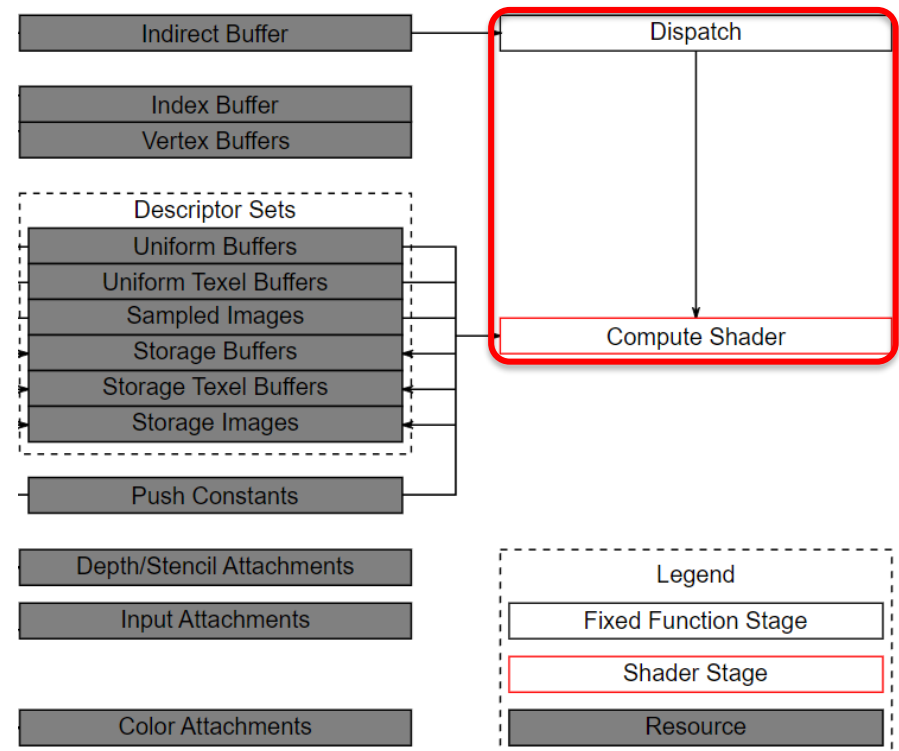 Indirect Buffer
Dispatch
Index Buffer
Vertex Buffers
Descriptor Sets
Uniform Buffers
Uniform Texel Buffers
Sampled Images
Storage Buffers
Storage Texel Buffers
Storage Images
Compute Shader
Push Constants
Depth/Stencil Attachments
Input Attachments
Color Attachments
Legend
Fixed Function Stage
Shader Stage
Resource